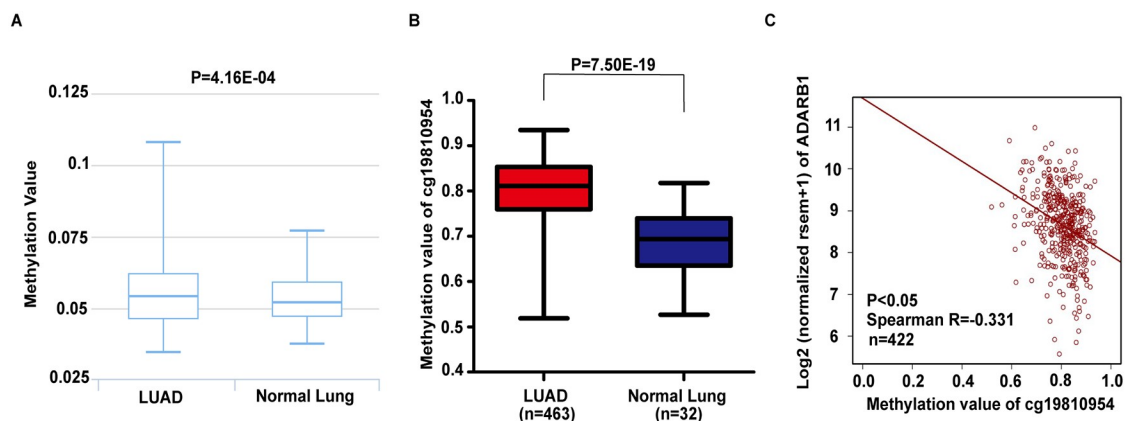 A
P=4.16E-04
0.125
0.1
0.075
0.05
0.025
Methylation Value
LUAD
Normal Lung
B
P=7.50E-19
1.0
0.9
0.8
0.7
0.6
0.5
0.4
Methylation value of cg19810954
LUAD
(n=463)
Normal Lung
(n=32)
C
Log2 (normalized rsem+1) of ADARB1
11
10
9
8
7
6
P<0.05
Spearman R=-0.331
n=422
0.0
0.2
0.4
0.6
0.8
1.0
Methylation value of cg19810954